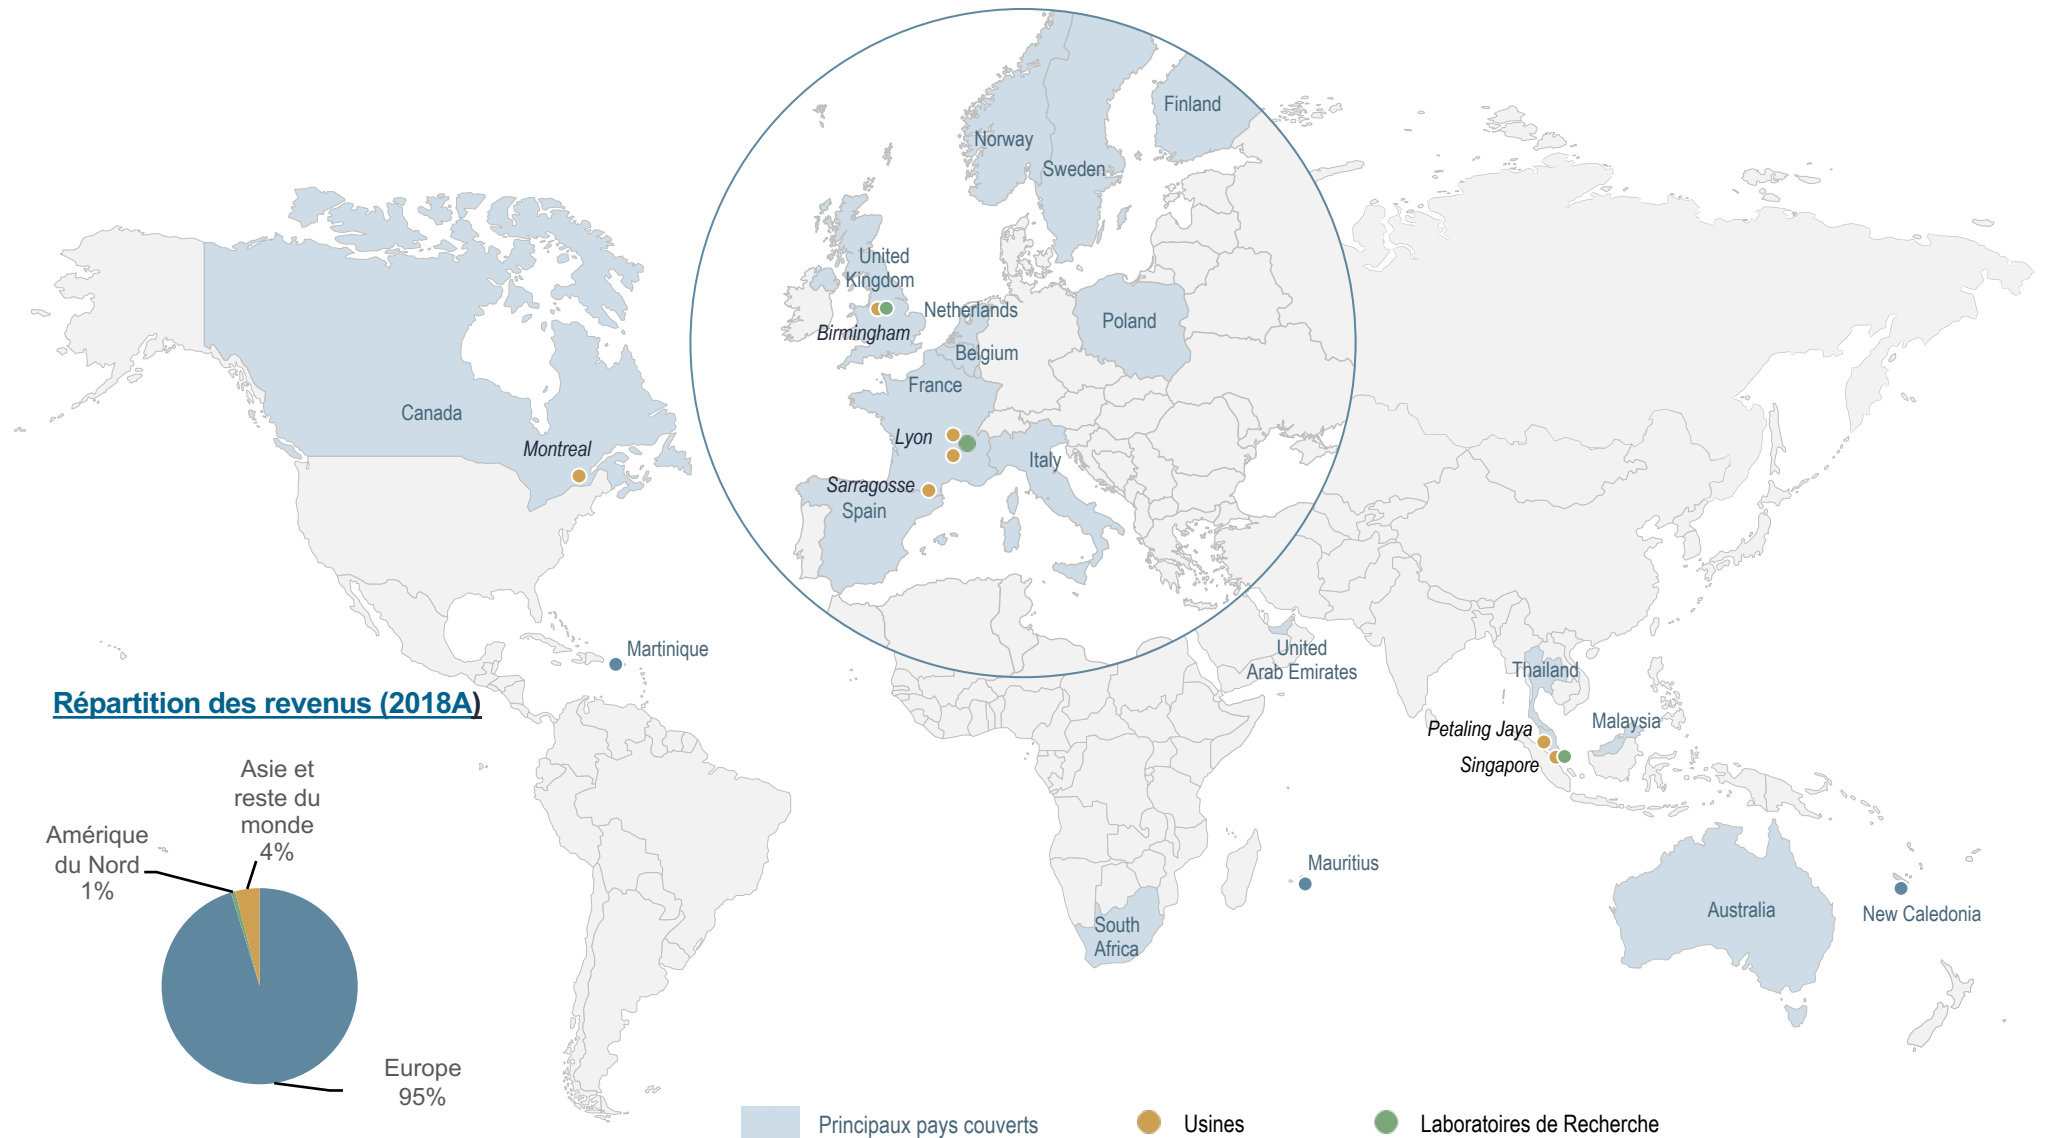 Finland
Norway
Sweden
United
Kingdom
Netherlands
Birmingham
Poland
Belgium
France
Canada
Montreal
Lyon
Italy
Sarragosse
Spain
Martinique
United
Arab Emirates
Thailand
Malaysia
Petaling Jaya
Singapore
Mauritius
South
Africa
Australia
New Caledonia
Répartition des revenus (2018A)
Asie et
reste du
monde
4%
Amérique
du Nord
1%
Europe
95%
Principaux pays couverts
Usines
Laboratoires de Recherche